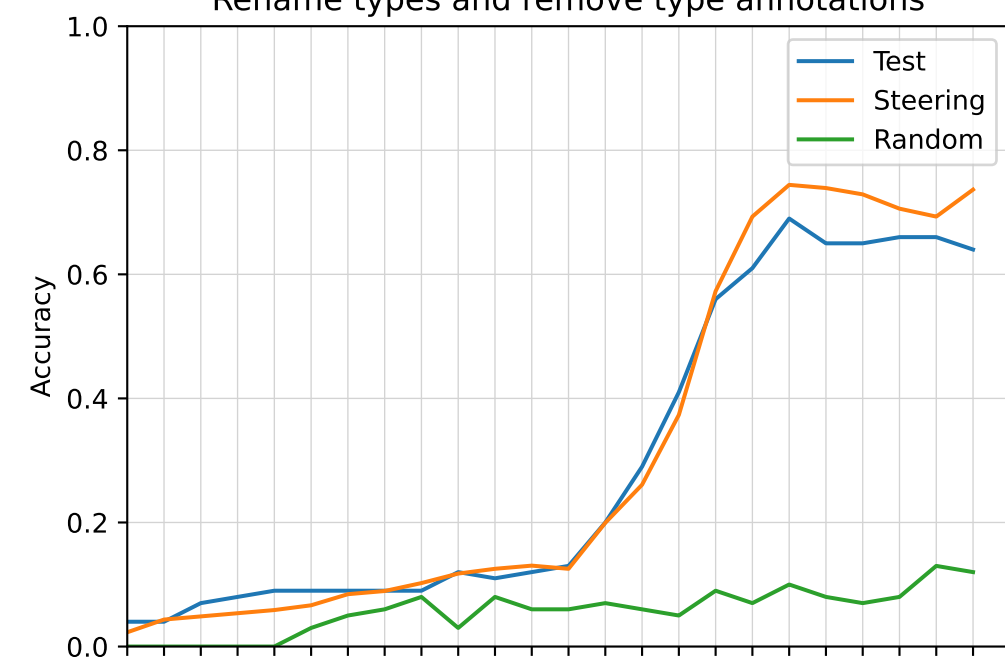 Rename types and remove type annotations
1.0
Test
Steering
Random
0.8
0.6
Accuracy
0.4
0.2
0.0